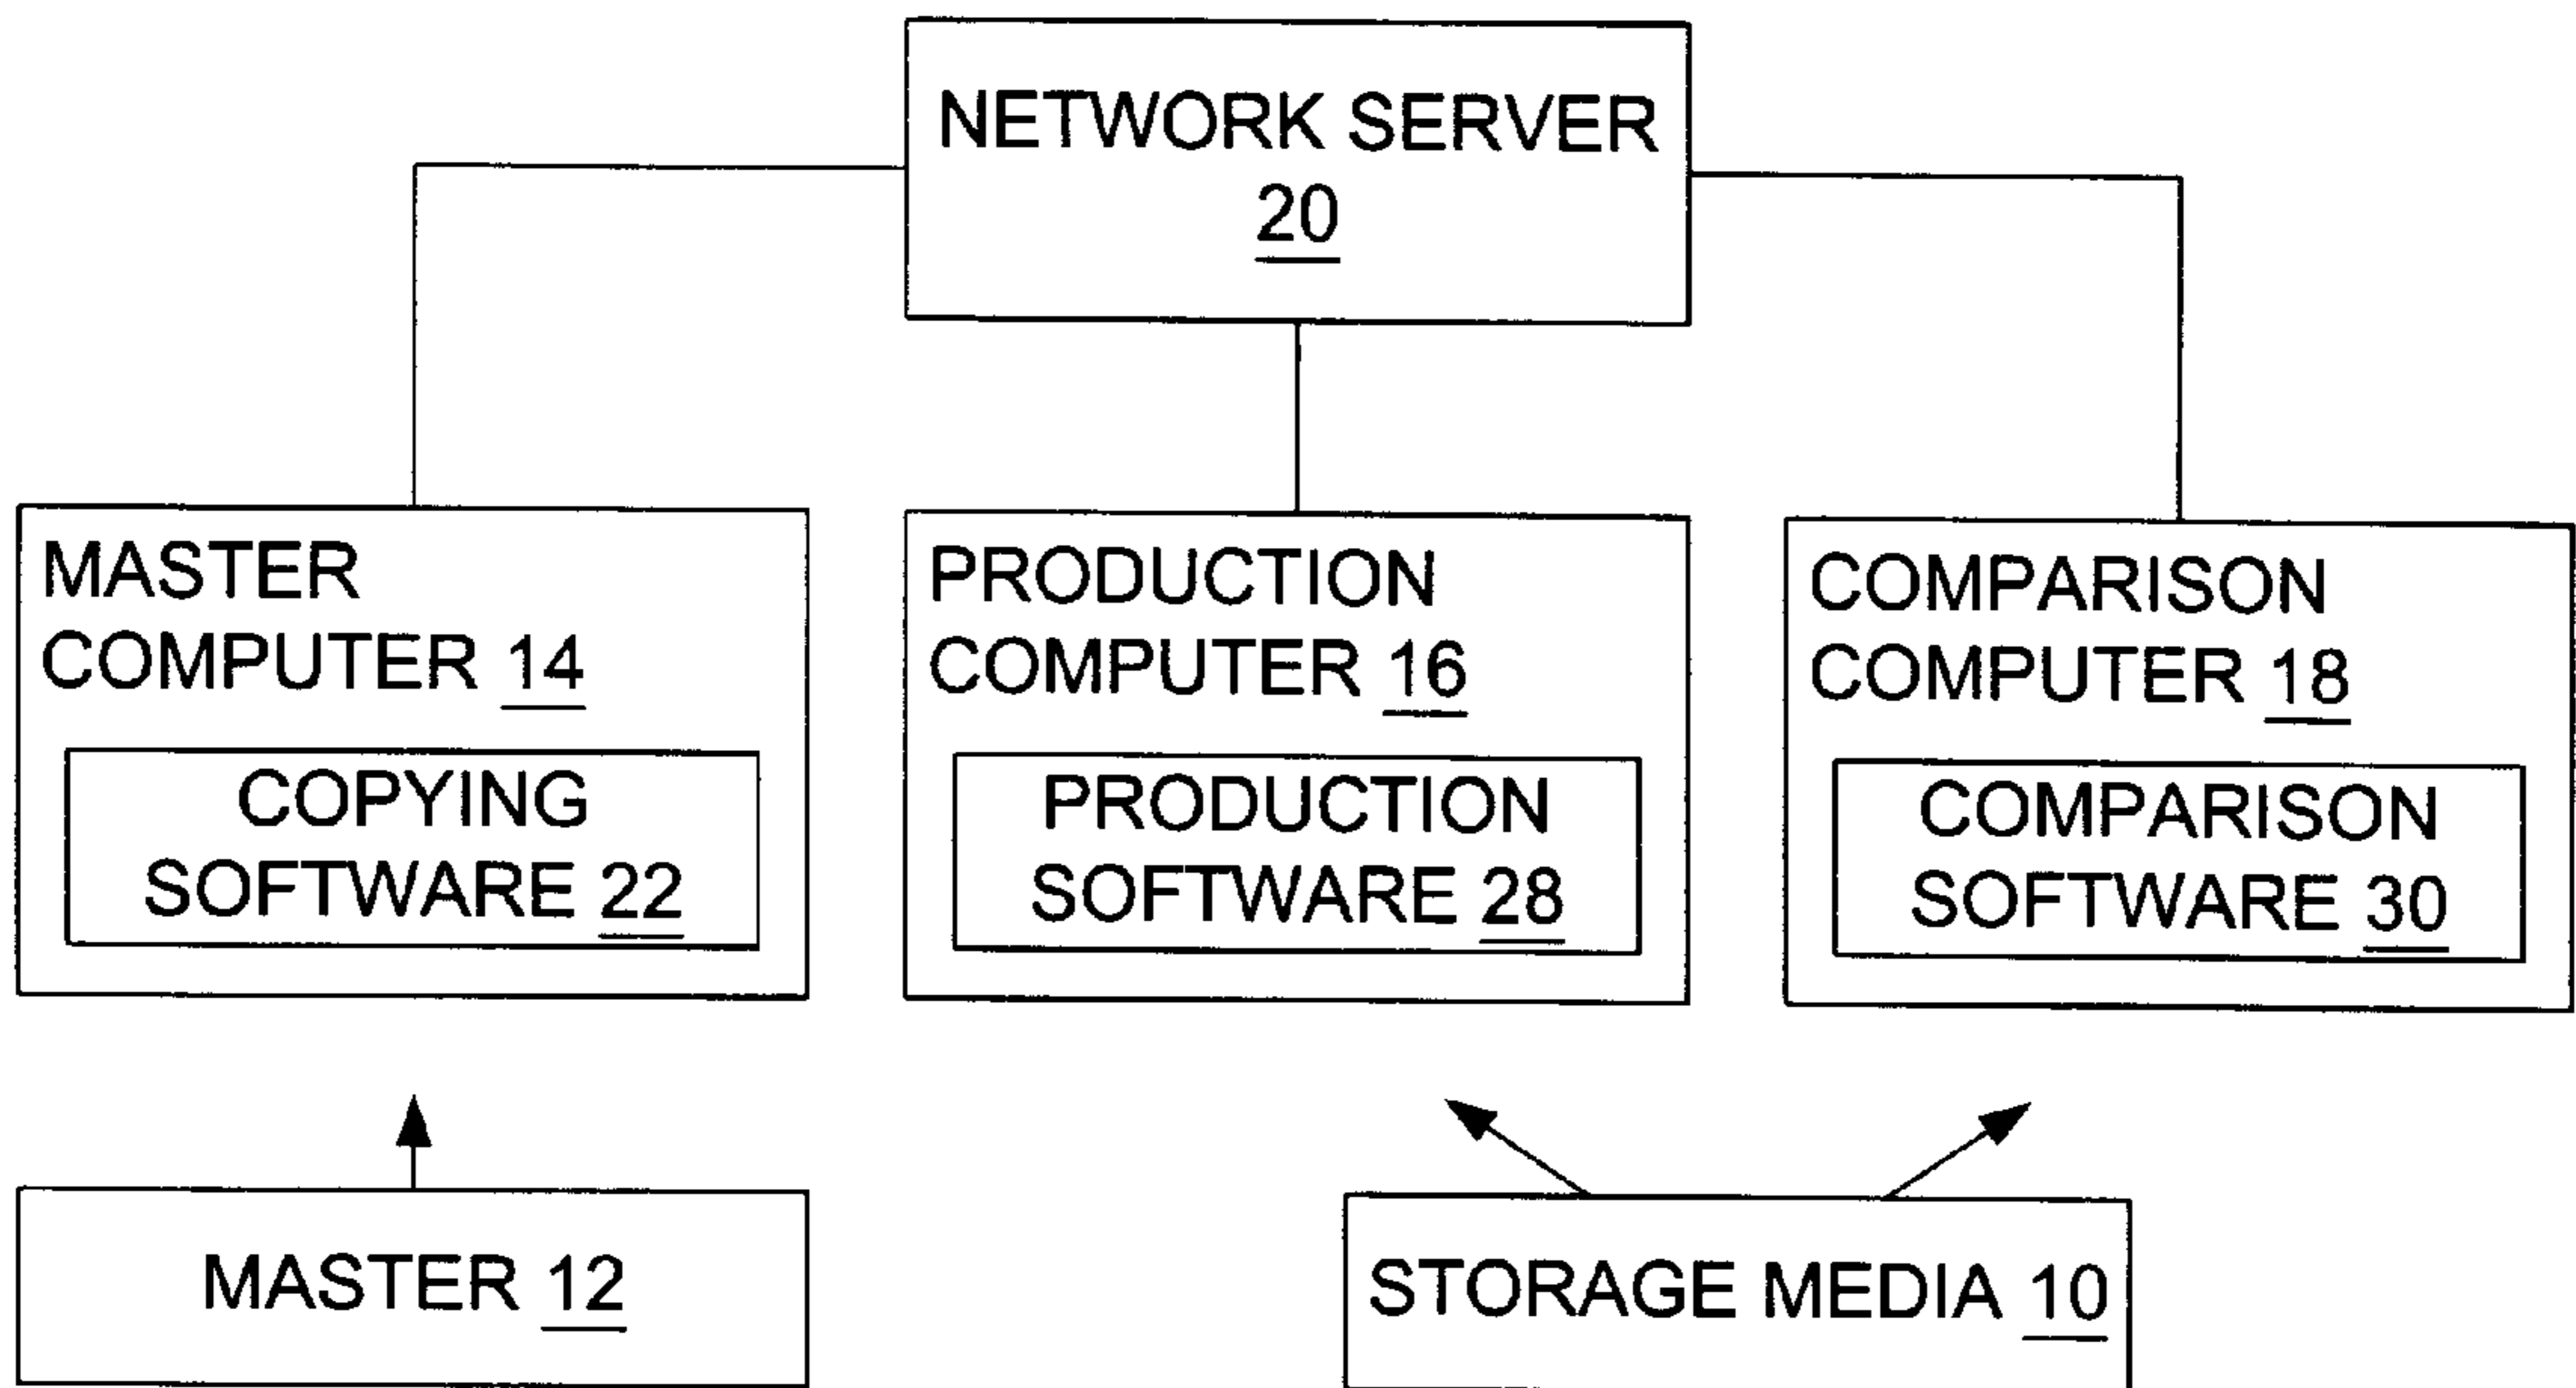 NETWORK SERVER
20
MASTER
COMPUTER 14
COPYING
SOFTWARE 22
PRODUCTION
COMPUTER 16
PRODUCTION
SOFTWARE 28
COMPARISON
COMPUTER 18
COMPARISON
SOFTWARE 30
MASTER 12
STORAGE MEDIA 10